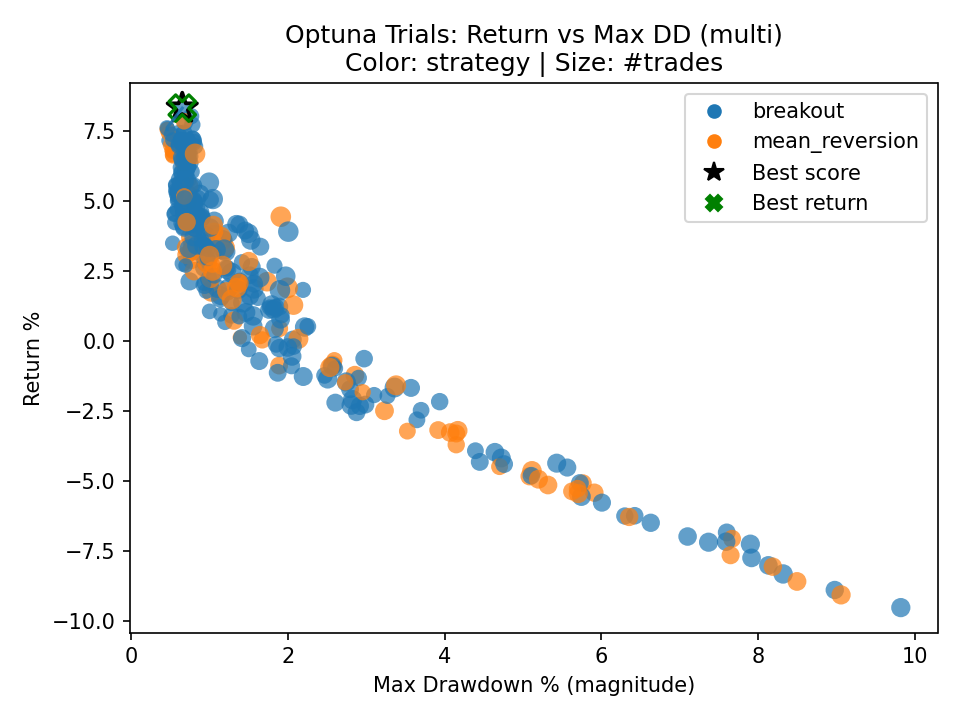 Optuna Trials: Return vs Max DD (multi)
Color: strategy | Size: #trades
breakout
mean_reversion
Best score
Best return
Return %
7.5
5.0
2.5
0.0
−2.5
−5.0
−7.5
−10.0
0 2 4 6 8 10
Max Drawdown % (magnitude)